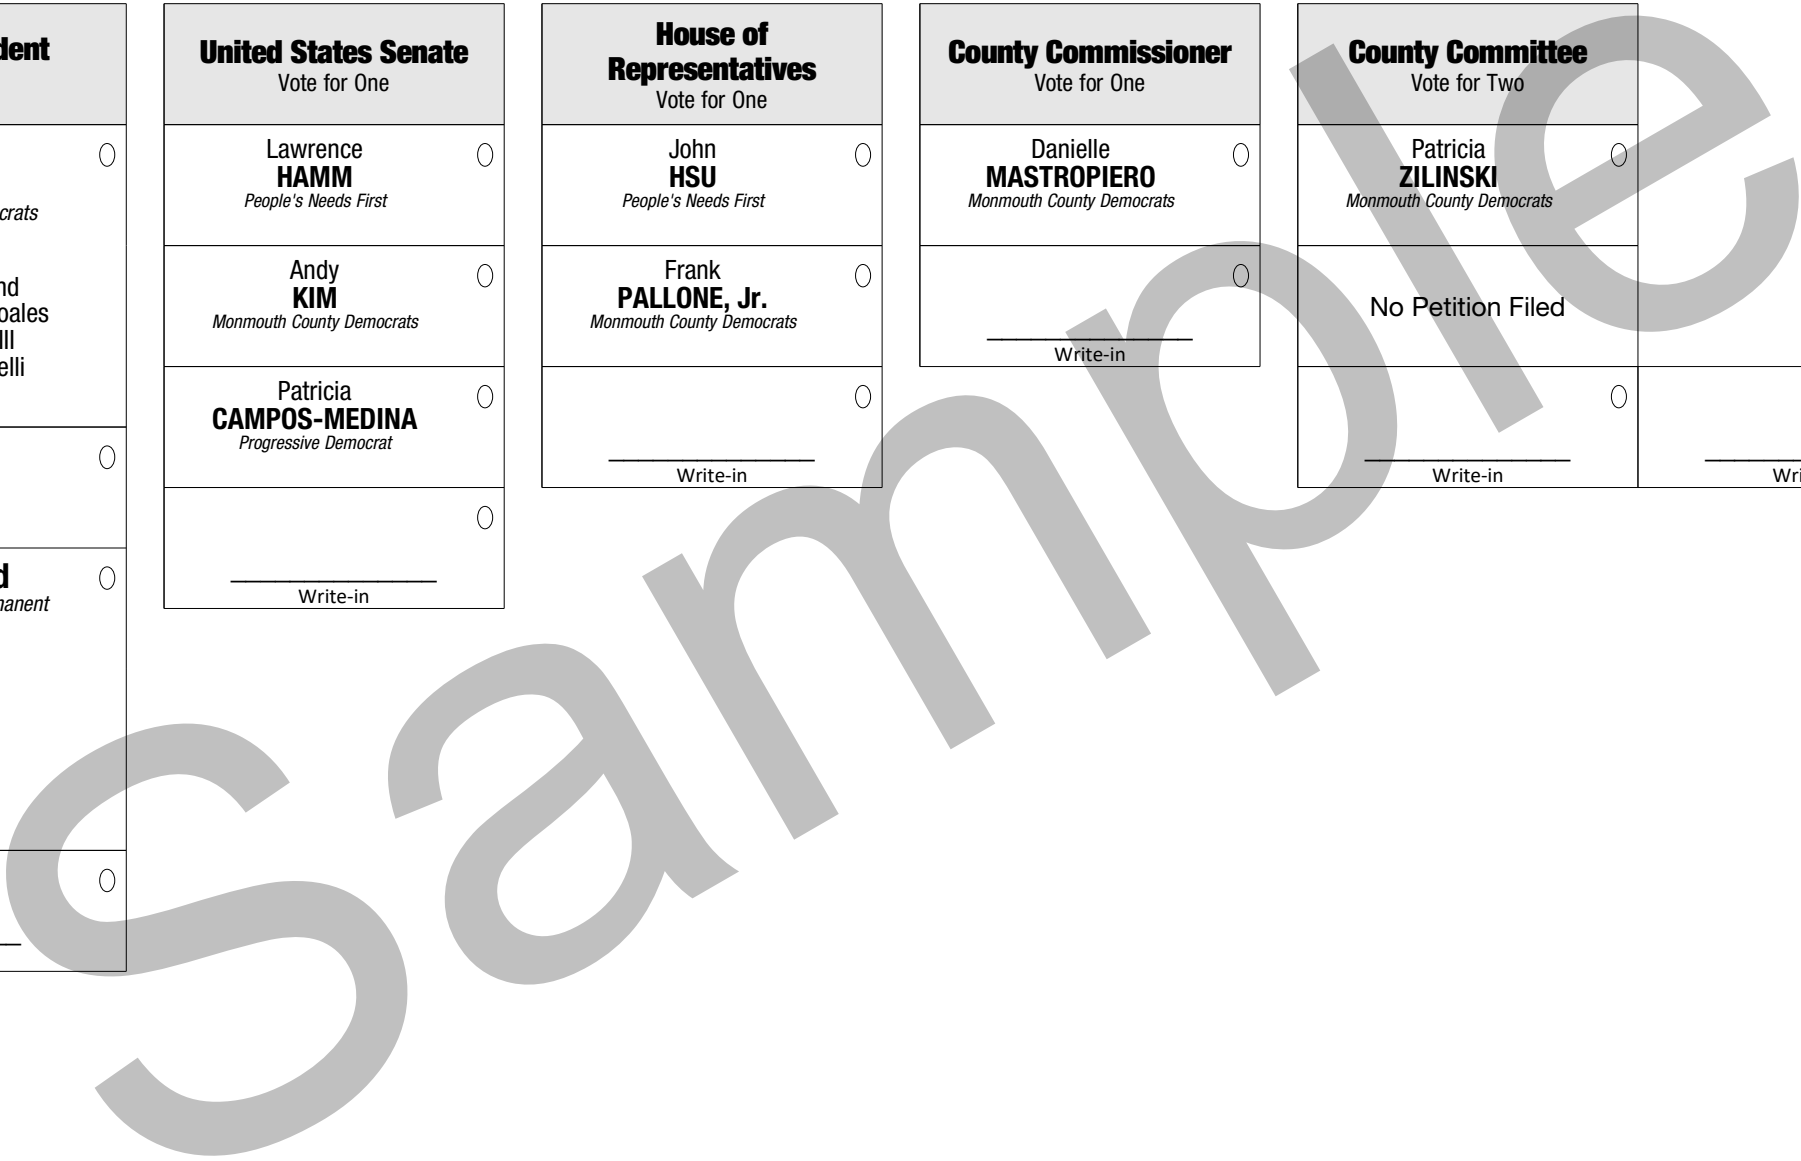 dent
crats
nd
oales
III
elli
d
nanent
United States Senate
Vote for One
Lawrence
HAMM
People's Needs First
Andy
KIM
Monmouth County Democrats
Patricia
CAMPOS-MEDINA
Progressive Democrat
Write-in
House of
Representatives
Vote for One
John
HSU
People's Needs First
Frank
PALLONE, Jr.
Monmouth County Democrats
Write-in
County Commissioner
Vote for One
Danielle
MASTROPIERO
Monmouth County Democrats
Write-in
County Committee
Vote for Two
Patricia
ZILINSKI
Monmouth County Democrats
No Petition Filed
Write-in
Wri
Sample